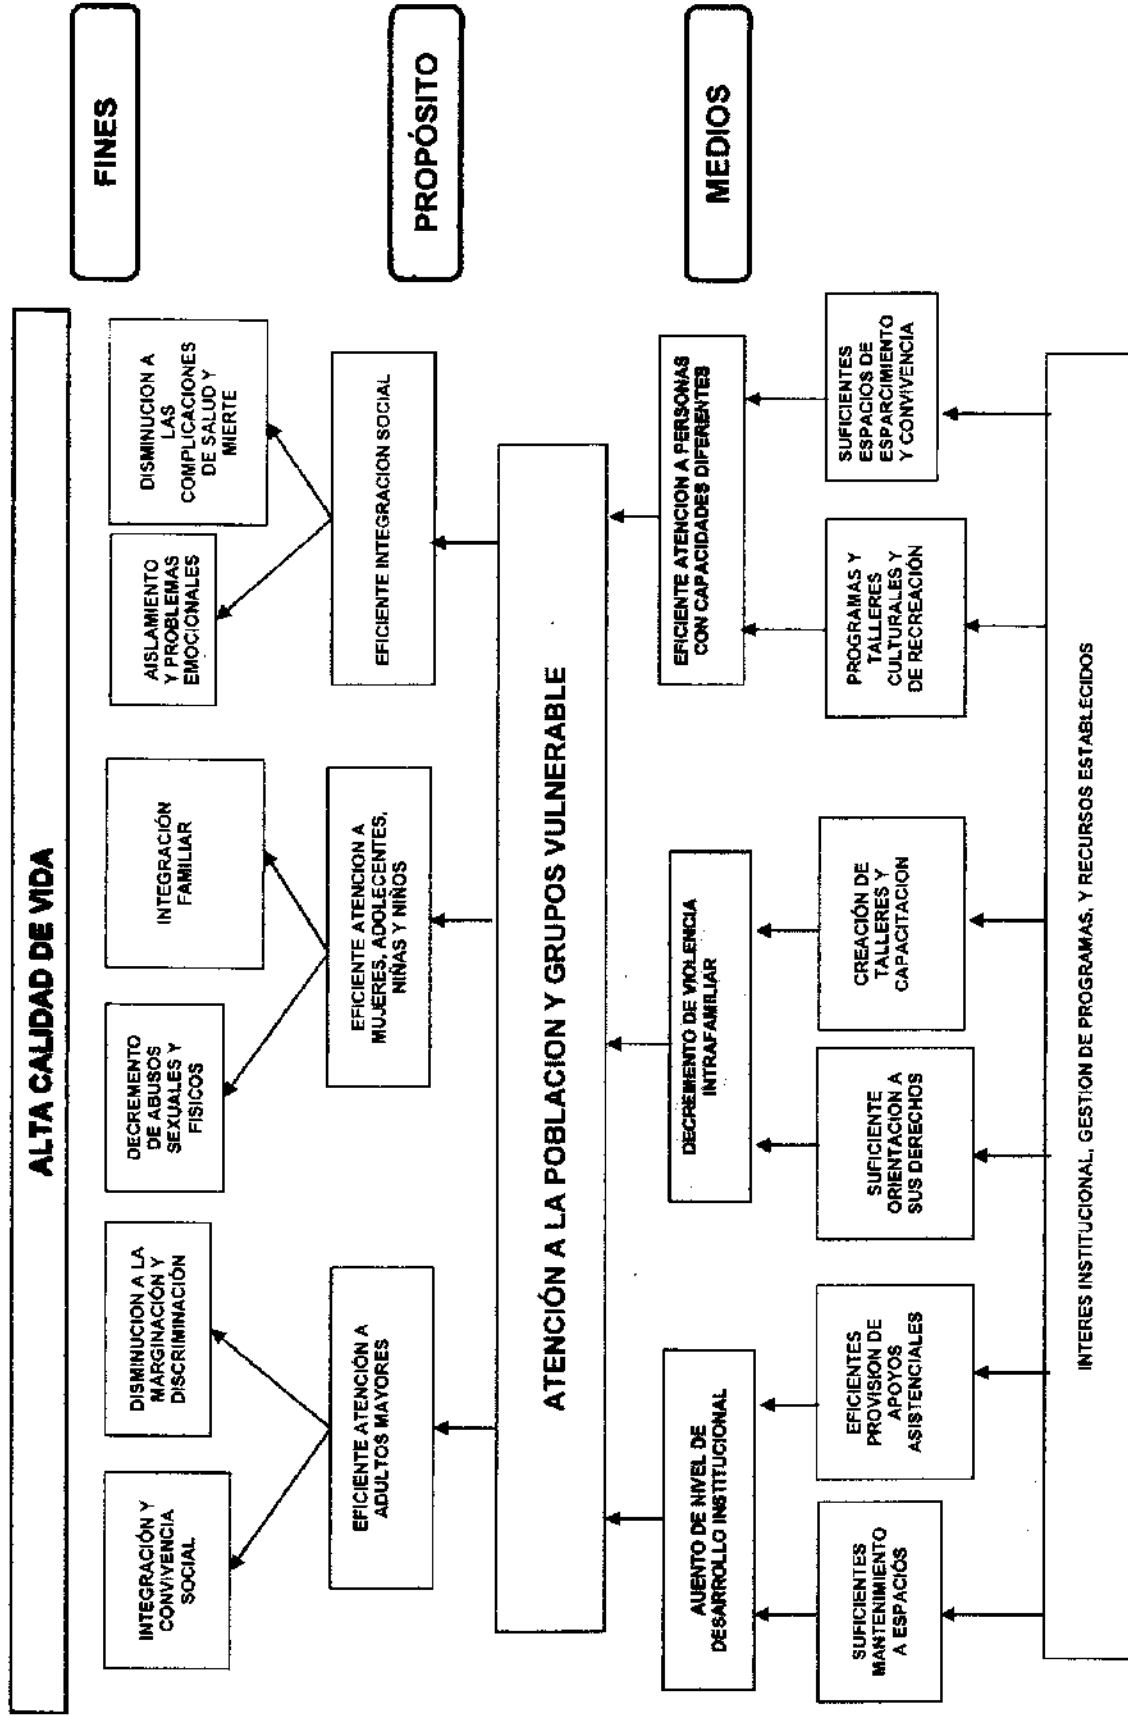 ALTA CALIDAD DE VIDA
FINES
INTEGRACIÓN Y
CONVIVENCIA
SOCIAL
DISMINUCION A LA
MARGINACIÓN Y
DISCRIMINACIÓN
DECREMENTO
DE ABUSOS
SEXUALES Y
FISICOS
INTEGRACIÓN
FAMILIAR
AISLAMIENTO
Y PROBLEMAS
EMOCIONALES
DISMINUCION A
LAS
COMPLICACIONES
DE SALUD Y
MIERTE
EFICIENTE ATENCIÓN A
ADULTOS MAYORES
EFICIENTE ATENCION A
MUJERES, ADOLECENTES,
NIÑAS Y NIÑOS
EFICIENTE INTEGRACION SOCIAL
PROPÓSITO
ATENCIÓN A LA POBLACION Y GRUPOS VULNERABLE
AUENTO DE NIVEL DE
DESARROLLO INSTITUCIONAL
DECREMENTO DE VIOLENCIA
INTRAFAMILIAR
EFICIENTE ATENCION A PERSONAS
CON CAPACIDADES DIFERENTES
MEDIOS
SUFICIENTES
MANTENIMIENTO
A ESPACIÓS
EFICIENTES
PROVISION DE
APOYOS
ASISTENCIALES
SUFICIENTE
ORIENTACION A
SUS DERECHOS
CREACIÓN DE
TALLERES Y
CAPACITACION
PROGRAMAS Y
TALLERES
CULTURALES Y
DE RECREACIÓN
SUFICIENTES
ESPACIOS DE
ESPARCIMIENTO
Y CONVIVENCIA
INTERES INSTITUCIONAL, GESTION DE PROGRAMAS, Y RECURSOS ESTABLECIDOS